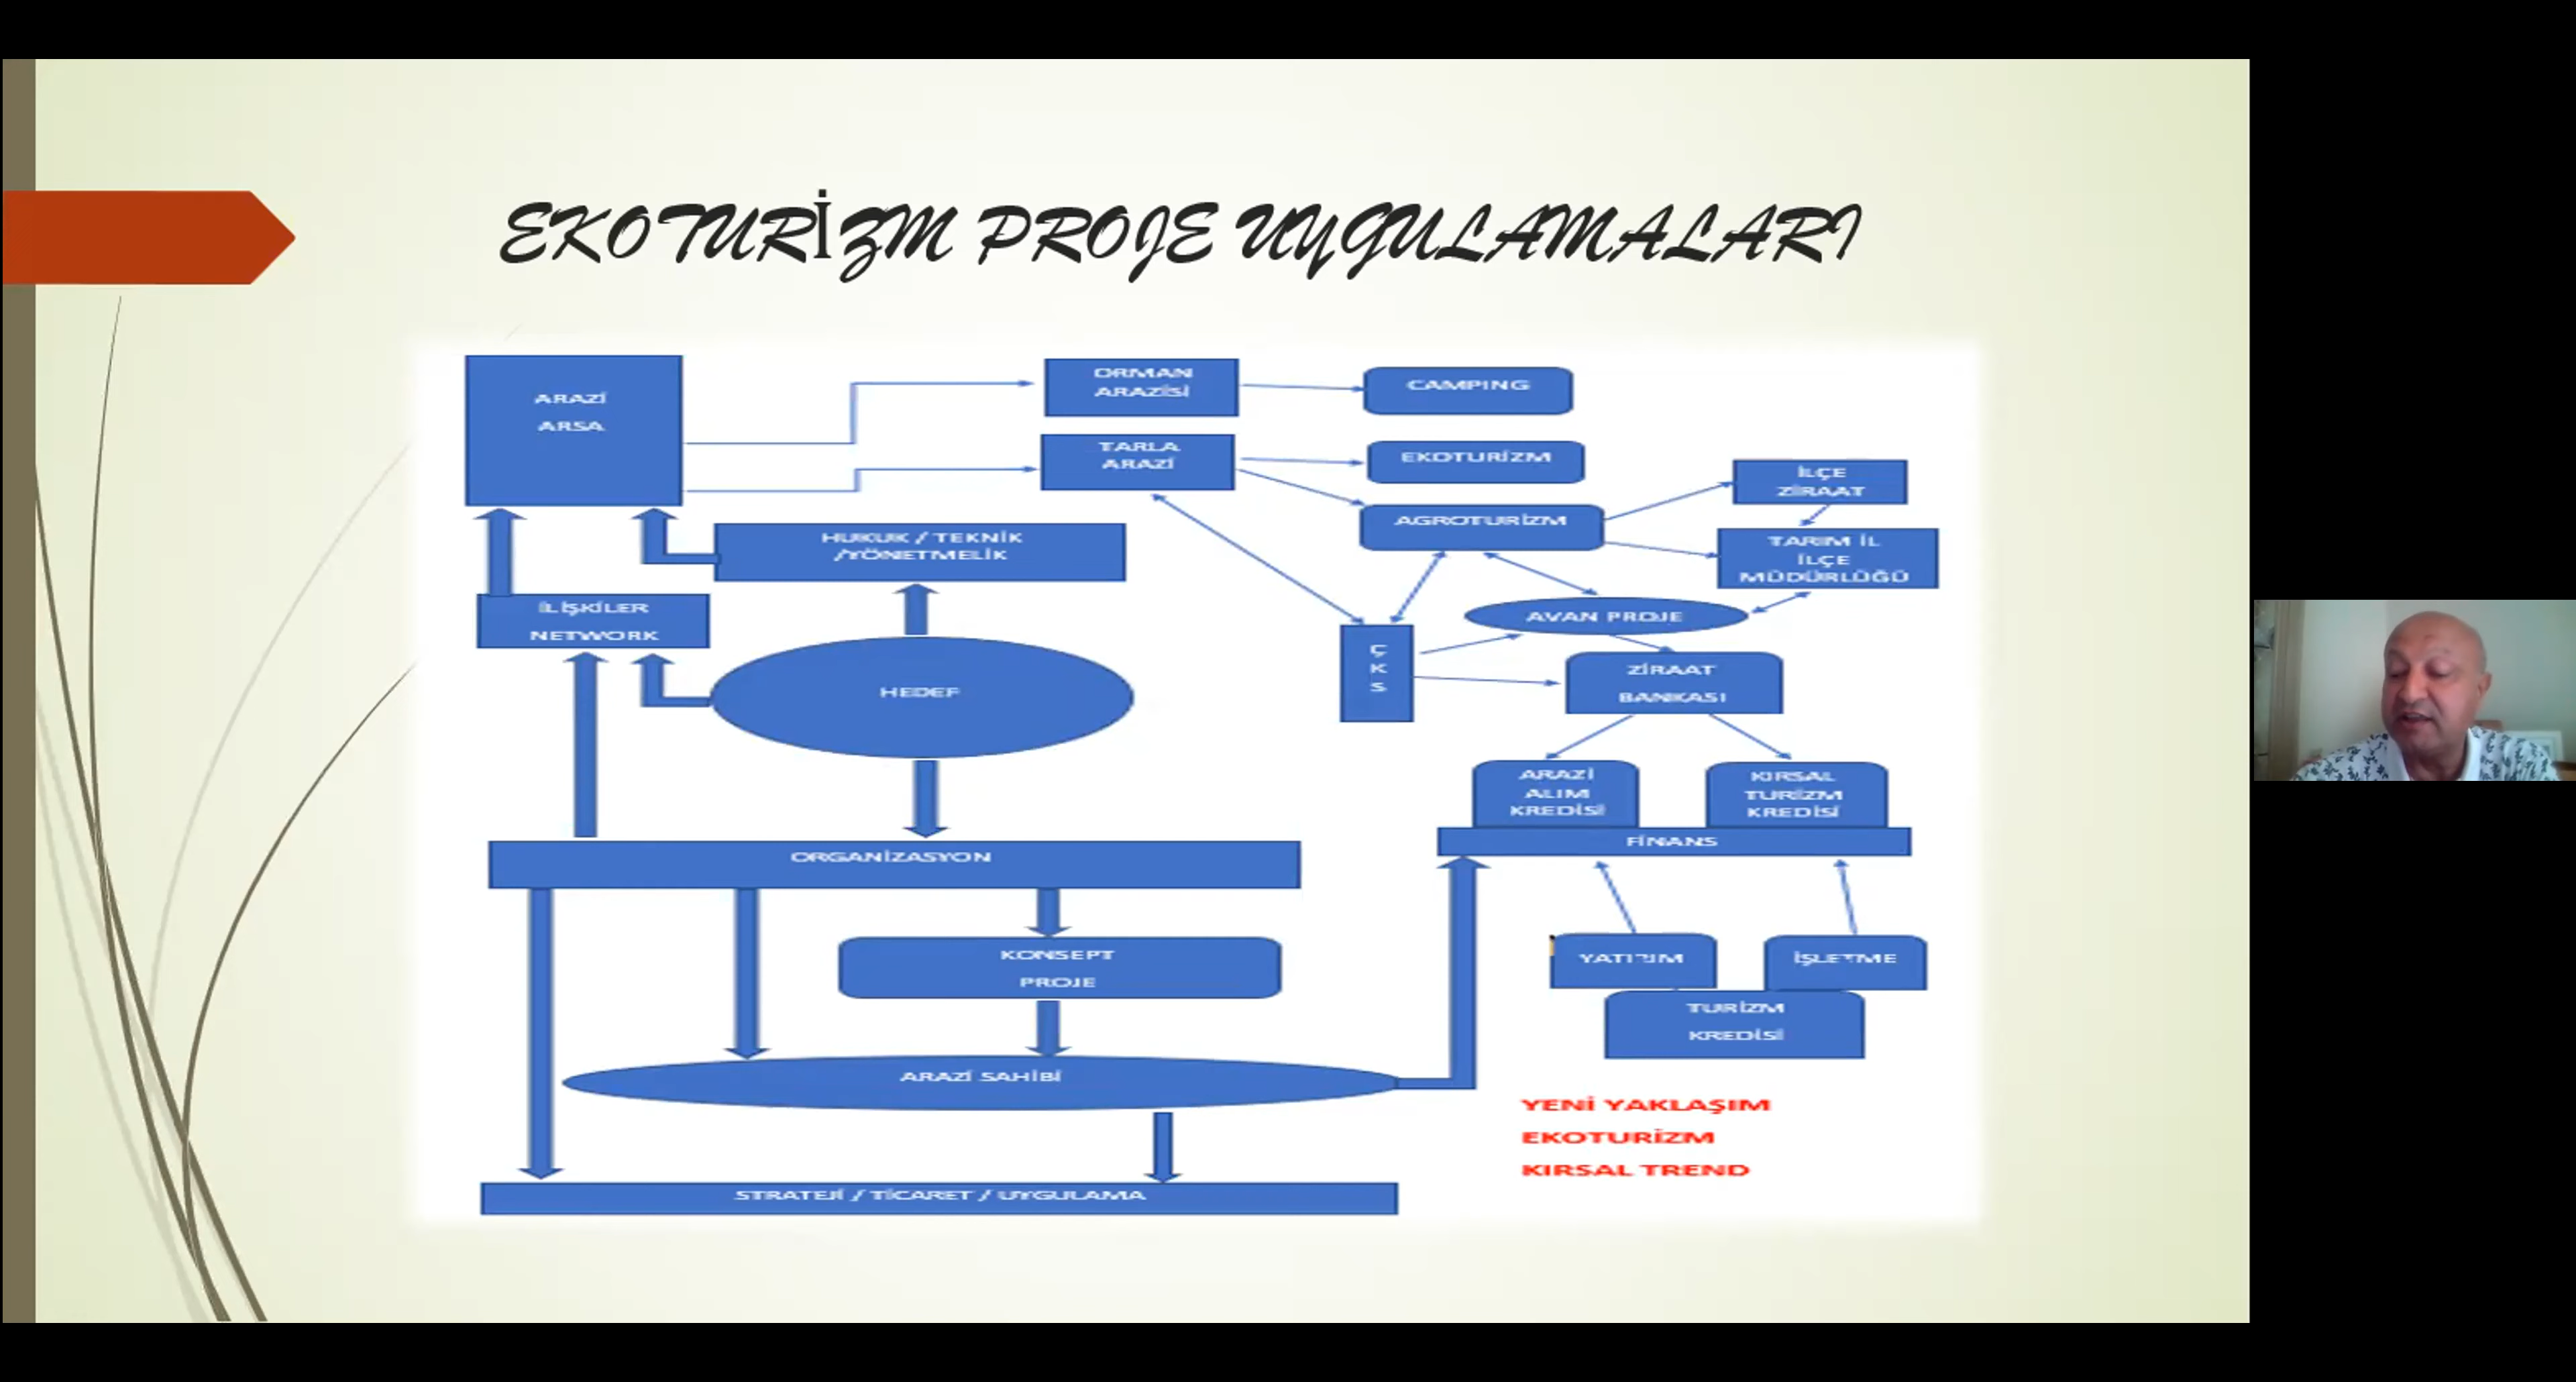 EKOTURİZM PROJE UYGULAMALARI
ARAZİ
ARSA
ORMAN
ARAZİSİ
CAMPING
TARLA
ARAZİ
EKOTURİZM
İLÇE
ZİRAAT
AGROTURİZM
HUKUK / TEKNİK
/YÖNETMELİK
TARIM İL
İLÇE
MÜDÜRLÜĞÜ
İLİŞKİLER
NETWORK
AVAN PROJE
Ç
K
S
HEDEF
ZİRAAT
BANKASI
ARAZİ
ALIM
KREDİSİ
KIRSAL
TURİZM
KREDİSİ
FİNANS
ORGANİZASYON
KONSEPT
PROJE
YATIRIM
İŞLETME
TURİZM
KREDİSİ
ARAZİ SAHİBİ
YENİ YAKLAŞIM
EKOTURİZM
KIRSAL TREND
STRATEJİ / TİCARET / UYGULAMA